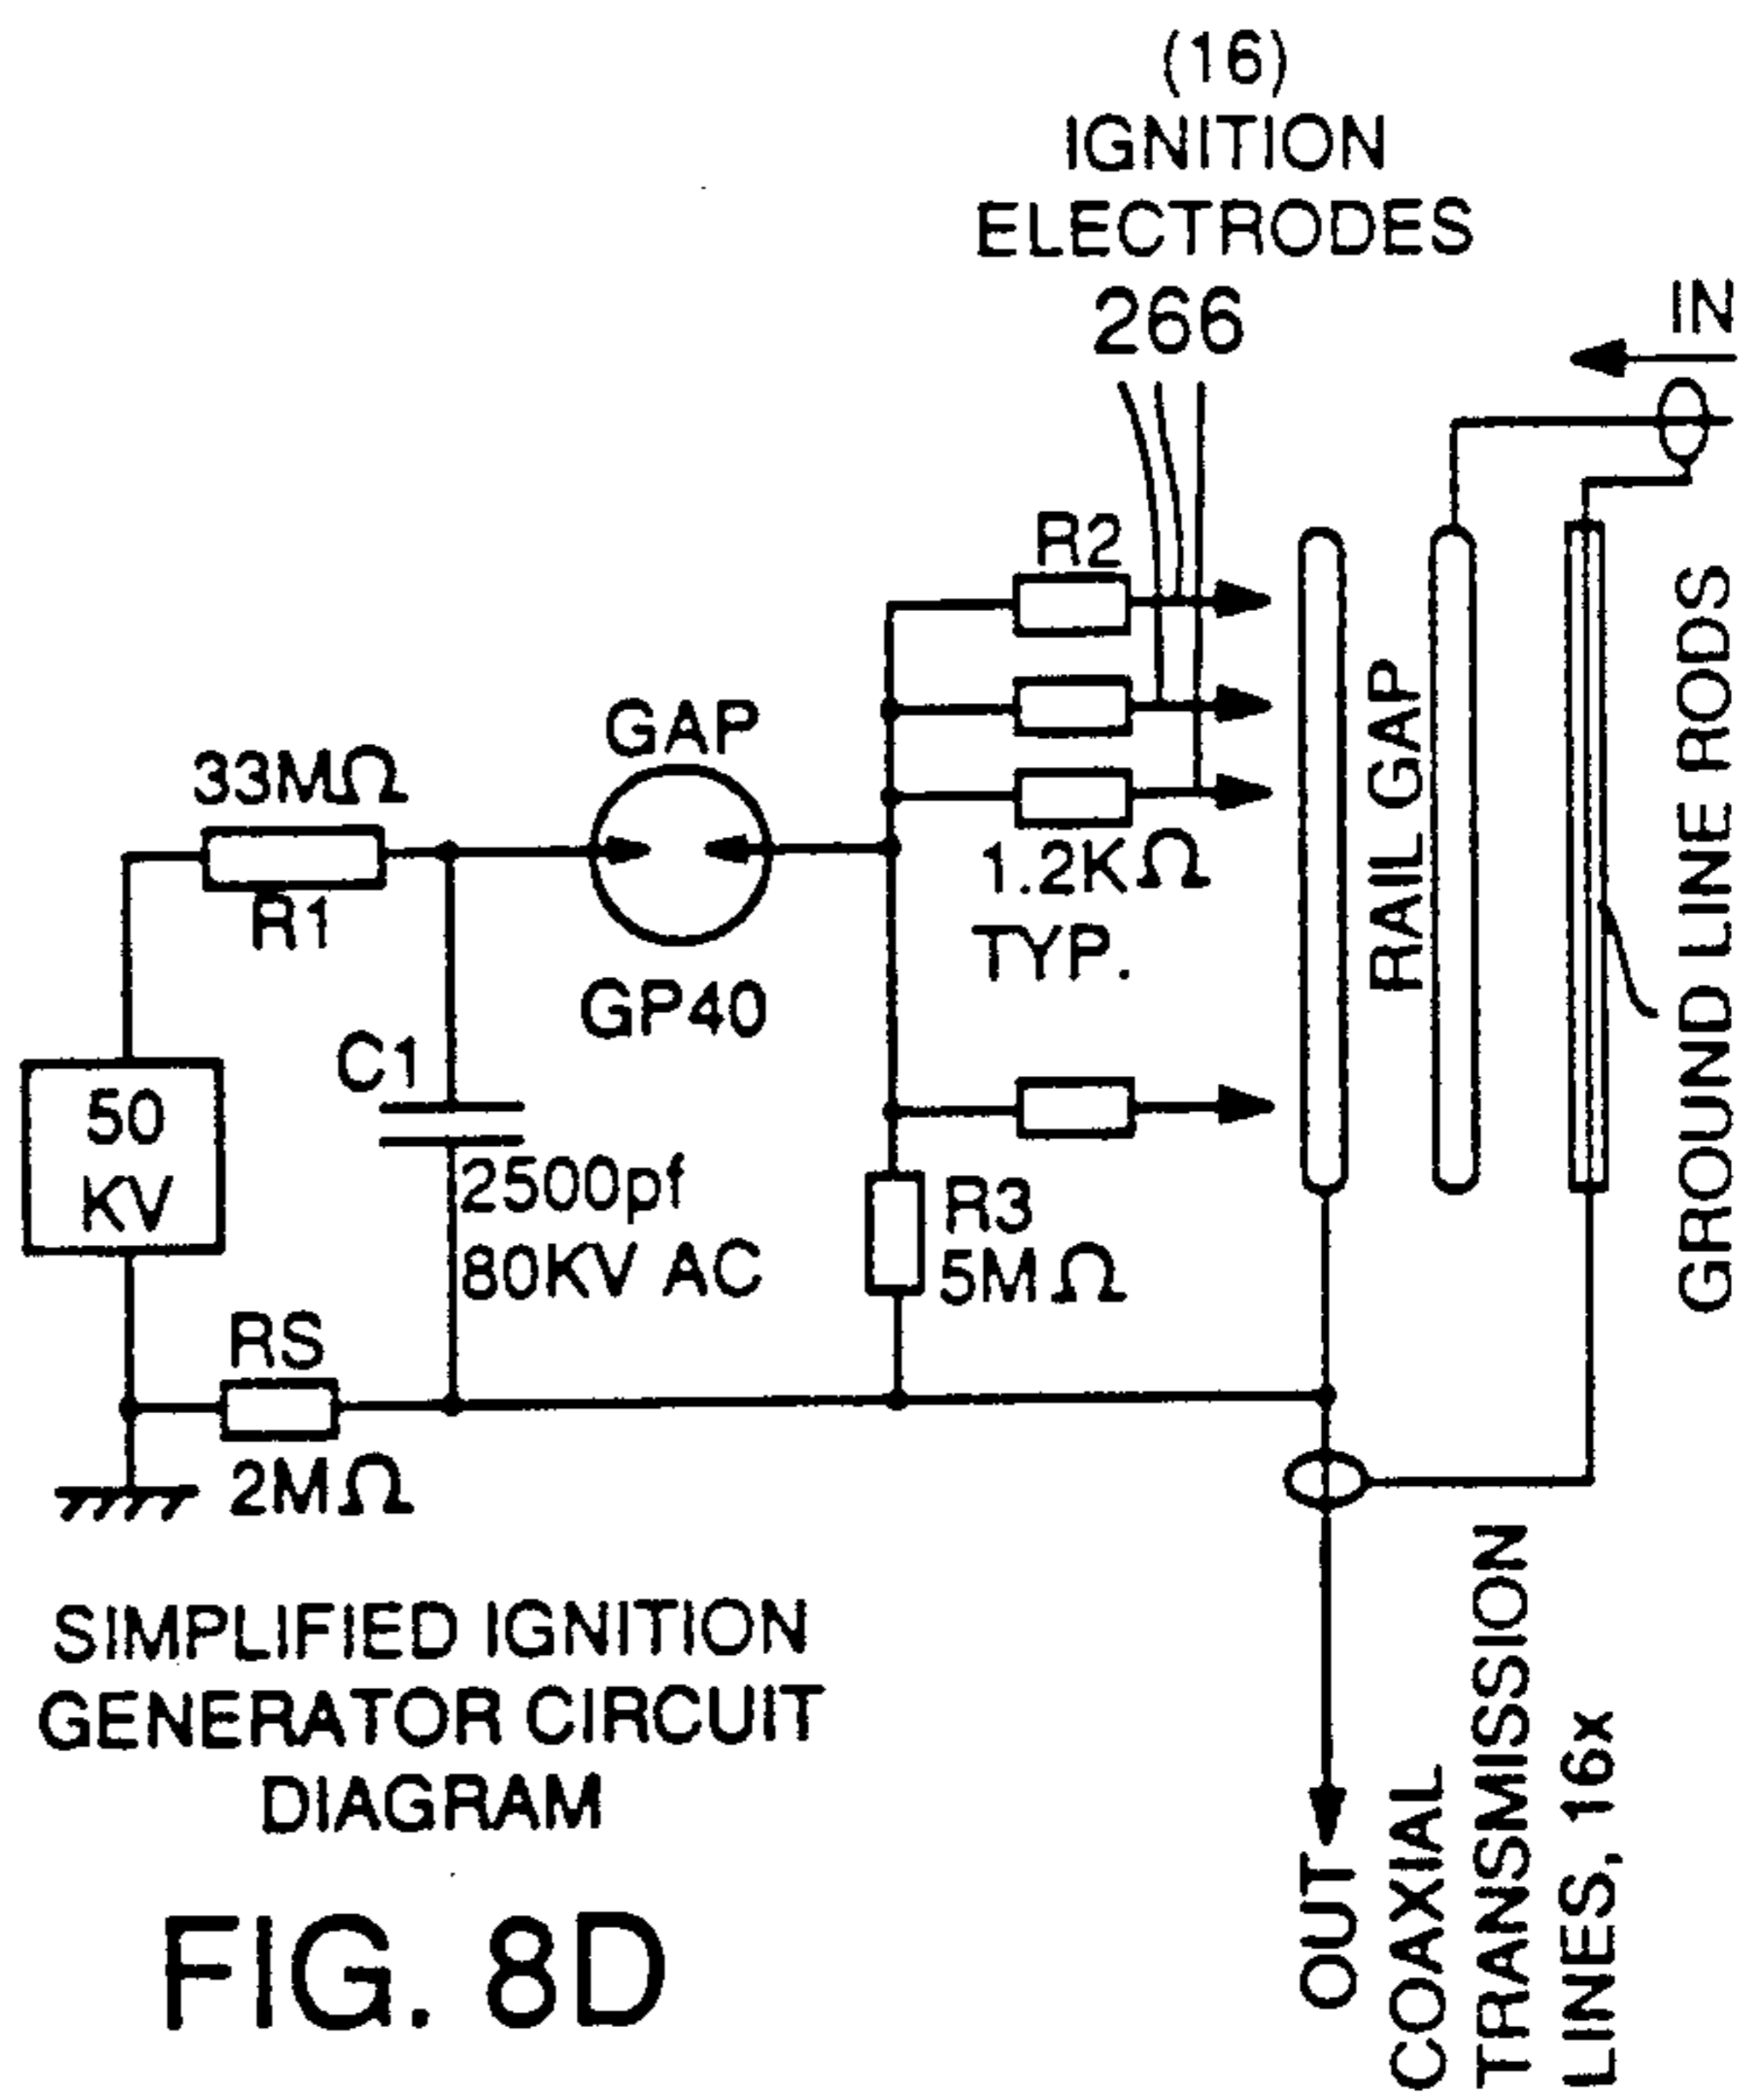 (16)
IGNITION
ELECTRODES
266
IN
R2
GAP
33MΩ
R1
1.2KΩ
TYP.
RAIL GAP
GROUND LINE RODS
GP40
C1
50
KV
2500pf
80KV AC
R3
5MΩ
RS
2MΩ
SIMPLIFIED IGNITION
GENERATOR CIRCUIT
DIAGRAM
OUT
COAXIAL
TRANSMISSION
LINES, 16x
FIG. 8D